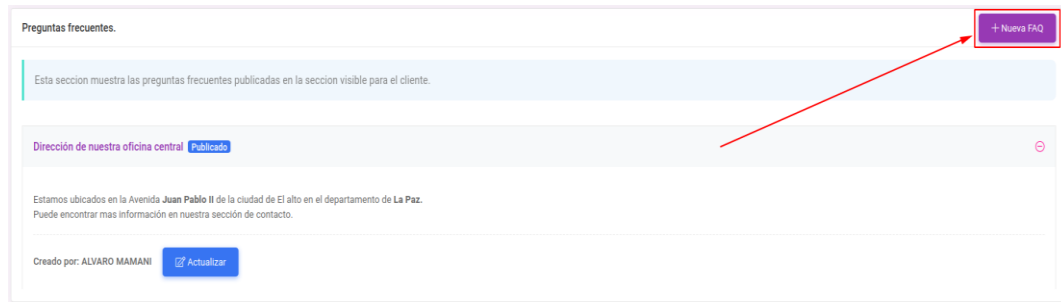 Preguntas frecuentes.
+ Nueva FAQ
Esta seccion muestra las preguntas frecuentes publicadas en la seccion visible para el cliente.
Dirección de nuestra oficina central Publicado
Estamos ubicados en la Avenida Juan Pablo II de la ciudad de El alto en el departamento de La Paz.
Puede encontrar mas información en nuestra sección de contacto.
Creado por: ALVARO MAMANI Actualizar